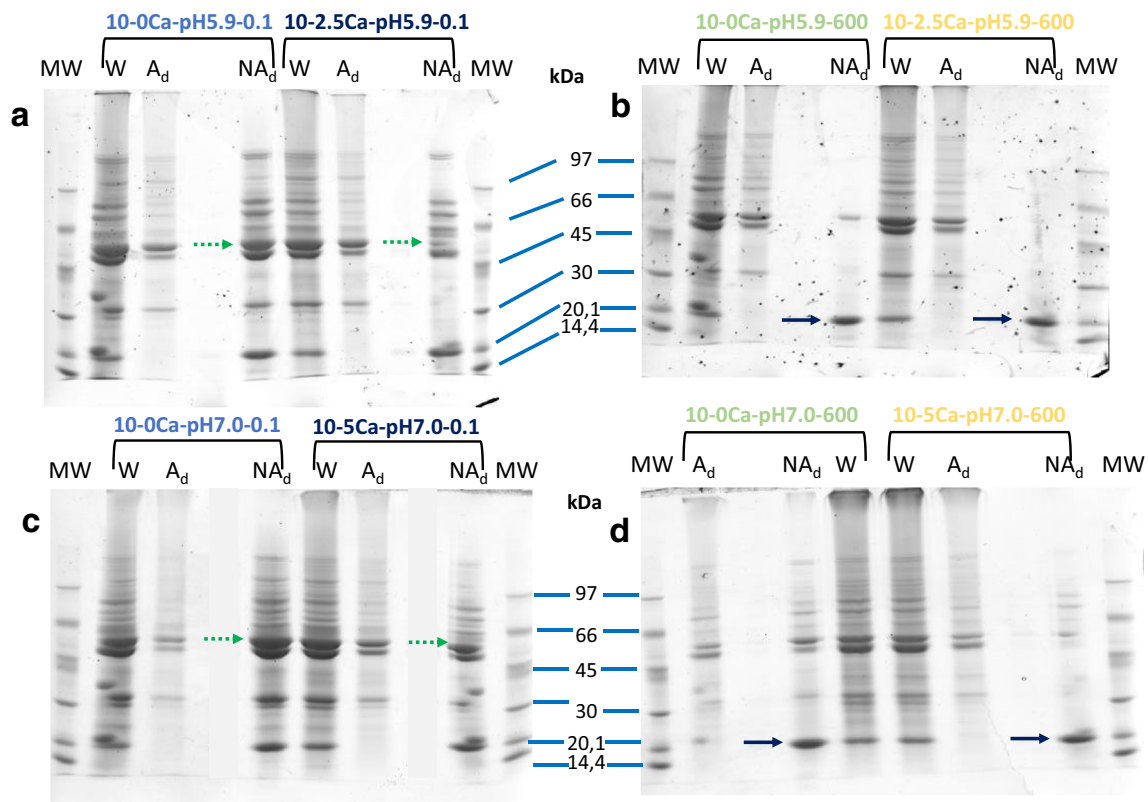 10-0Ca-pH5.9-0.1 10-2.5Ca-pH5.9-0.1 10-0Ca-pH5.9-600 10-2.5Ca-pH5.9-600
MW W Ad NAd W Ad NAd MW kDa MW W Ad NAd W Ad NAd MW
a b
97
66
45
30
20,1
14,4
10-0Ca-pH7.0-0.1 10-5Ca-pH7.0-0.1 10-0Ca-pH7.0-600 10-5Ca-pH7.0-600
MW W Ad NAd W Ad NAd MW kDa MW Ad NAd W W Ad NAd MW
c d
97
66
45
30
20,1
14,4